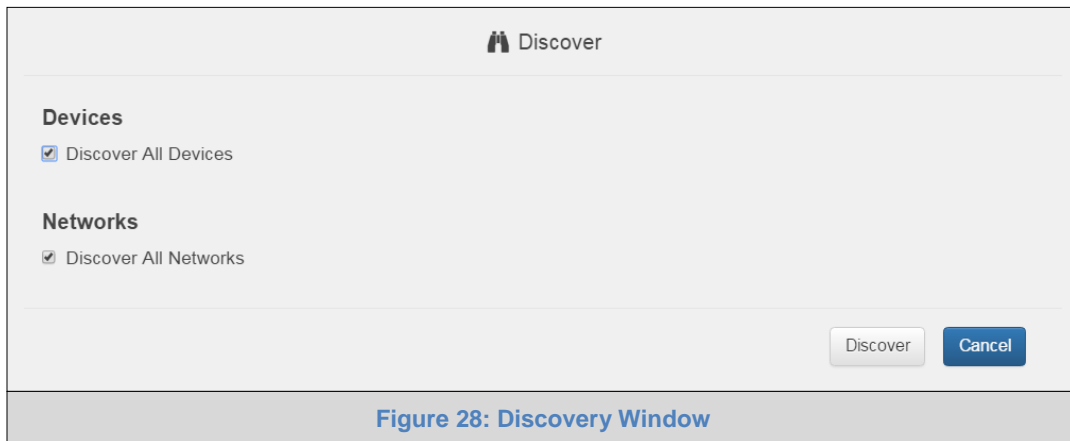 Discover
Devices
Discover All Devices
Networks
Discover All Networks
Discover Cancel
Figure 28: Discovery Window